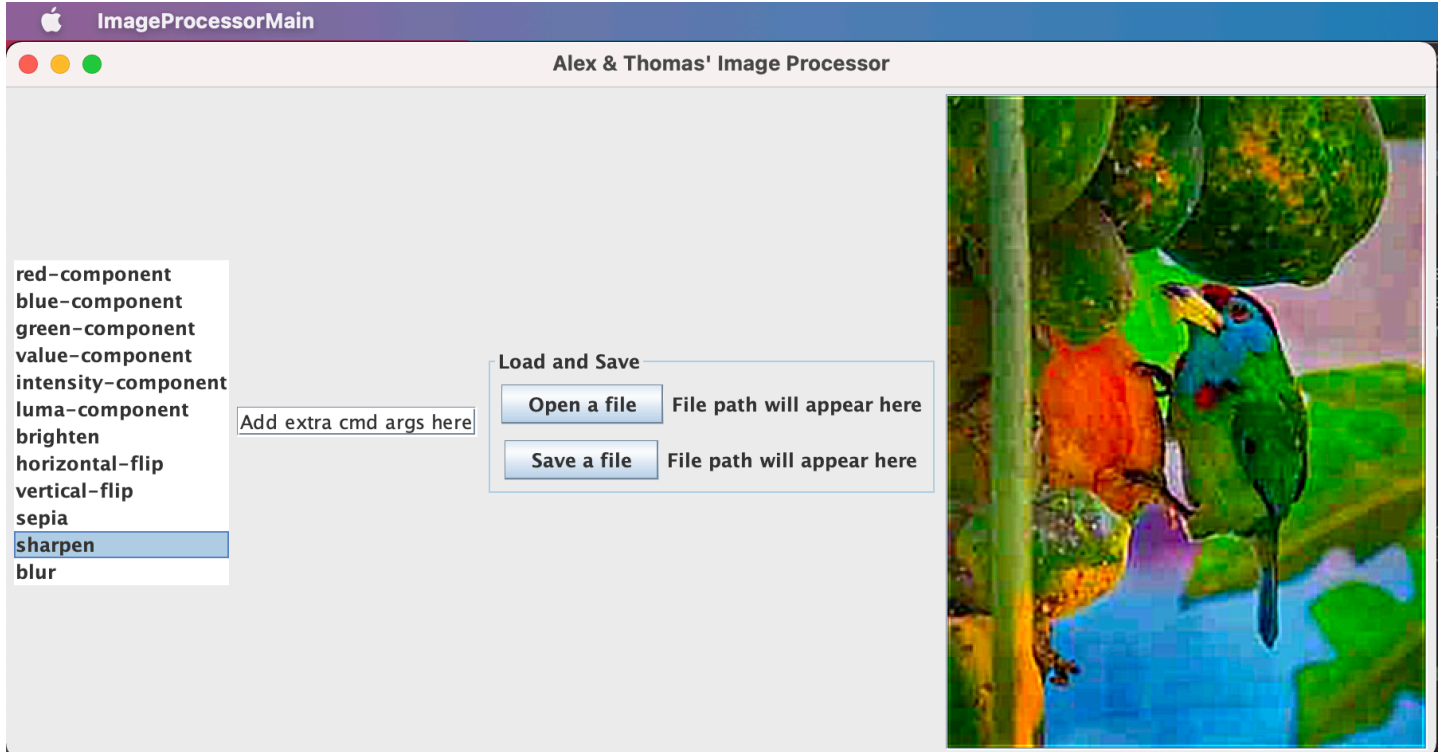 ImageProcessorMain
Alex & Thomas' Image Processor
red-component
blue-component
green-component
value-component
intensity-component
luma-component
brighten
horizontal-flip
vertical-flip
sepia
sharpen
blur
Add extra cmd args here
Load and Save
Open a file File path will appear here
Save a file File path will appear here